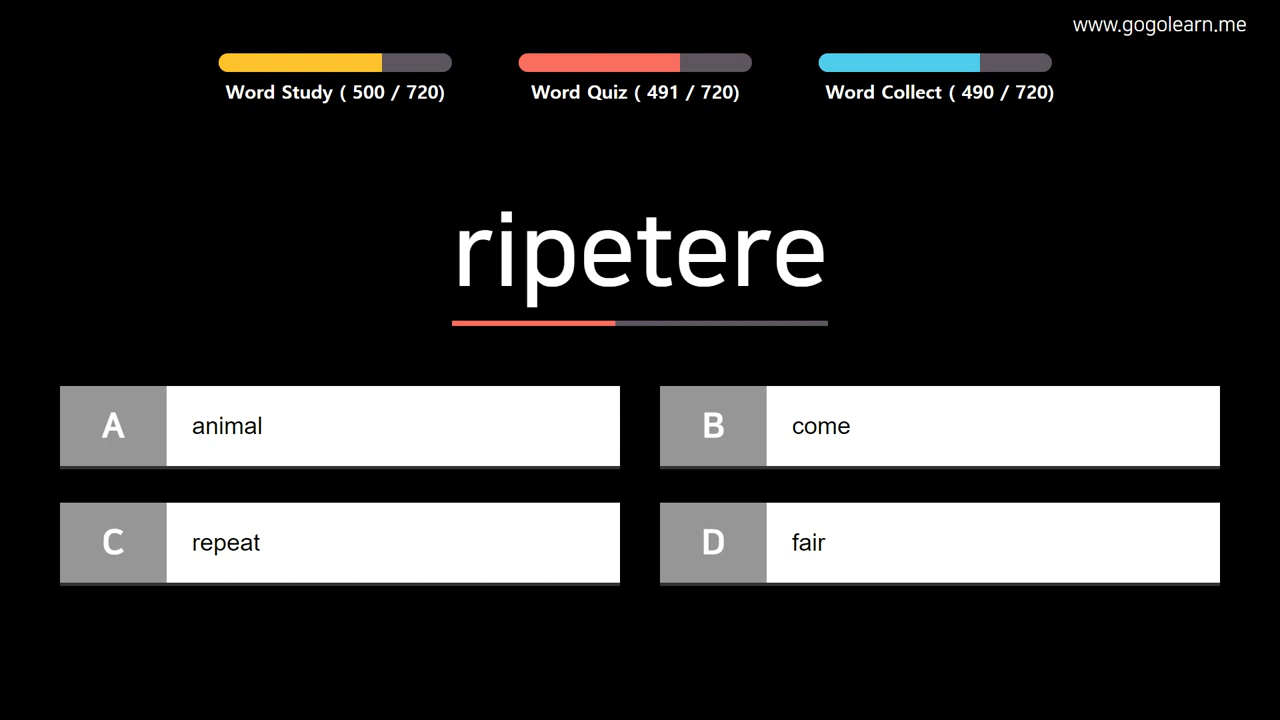 www.gogolearn.me
Word Study ( 500 / 720)
Word Quiz ( 491 / 720)
Word Collect ( 490 / 720)
ripetere
A animal
B come
C repeat
D fair